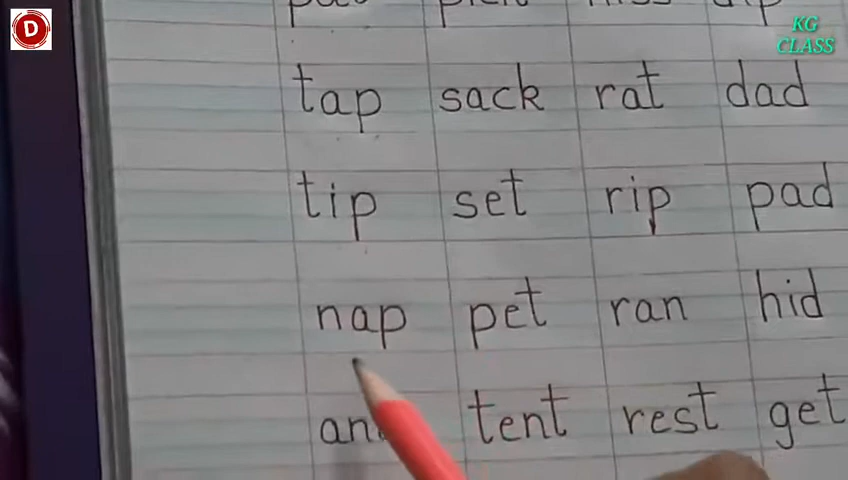 D
KG
CLASS
tap sack rat dad
tip set rip pad
nap pet ran hid
tent rest get